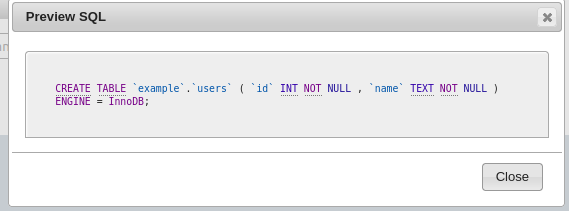 Preview SQL
CREATE TABLE `example`.`users` ( `id` INT NOT NULL , `name` TEXT NOT NULL )
ENGINE = InnoDB;
Close